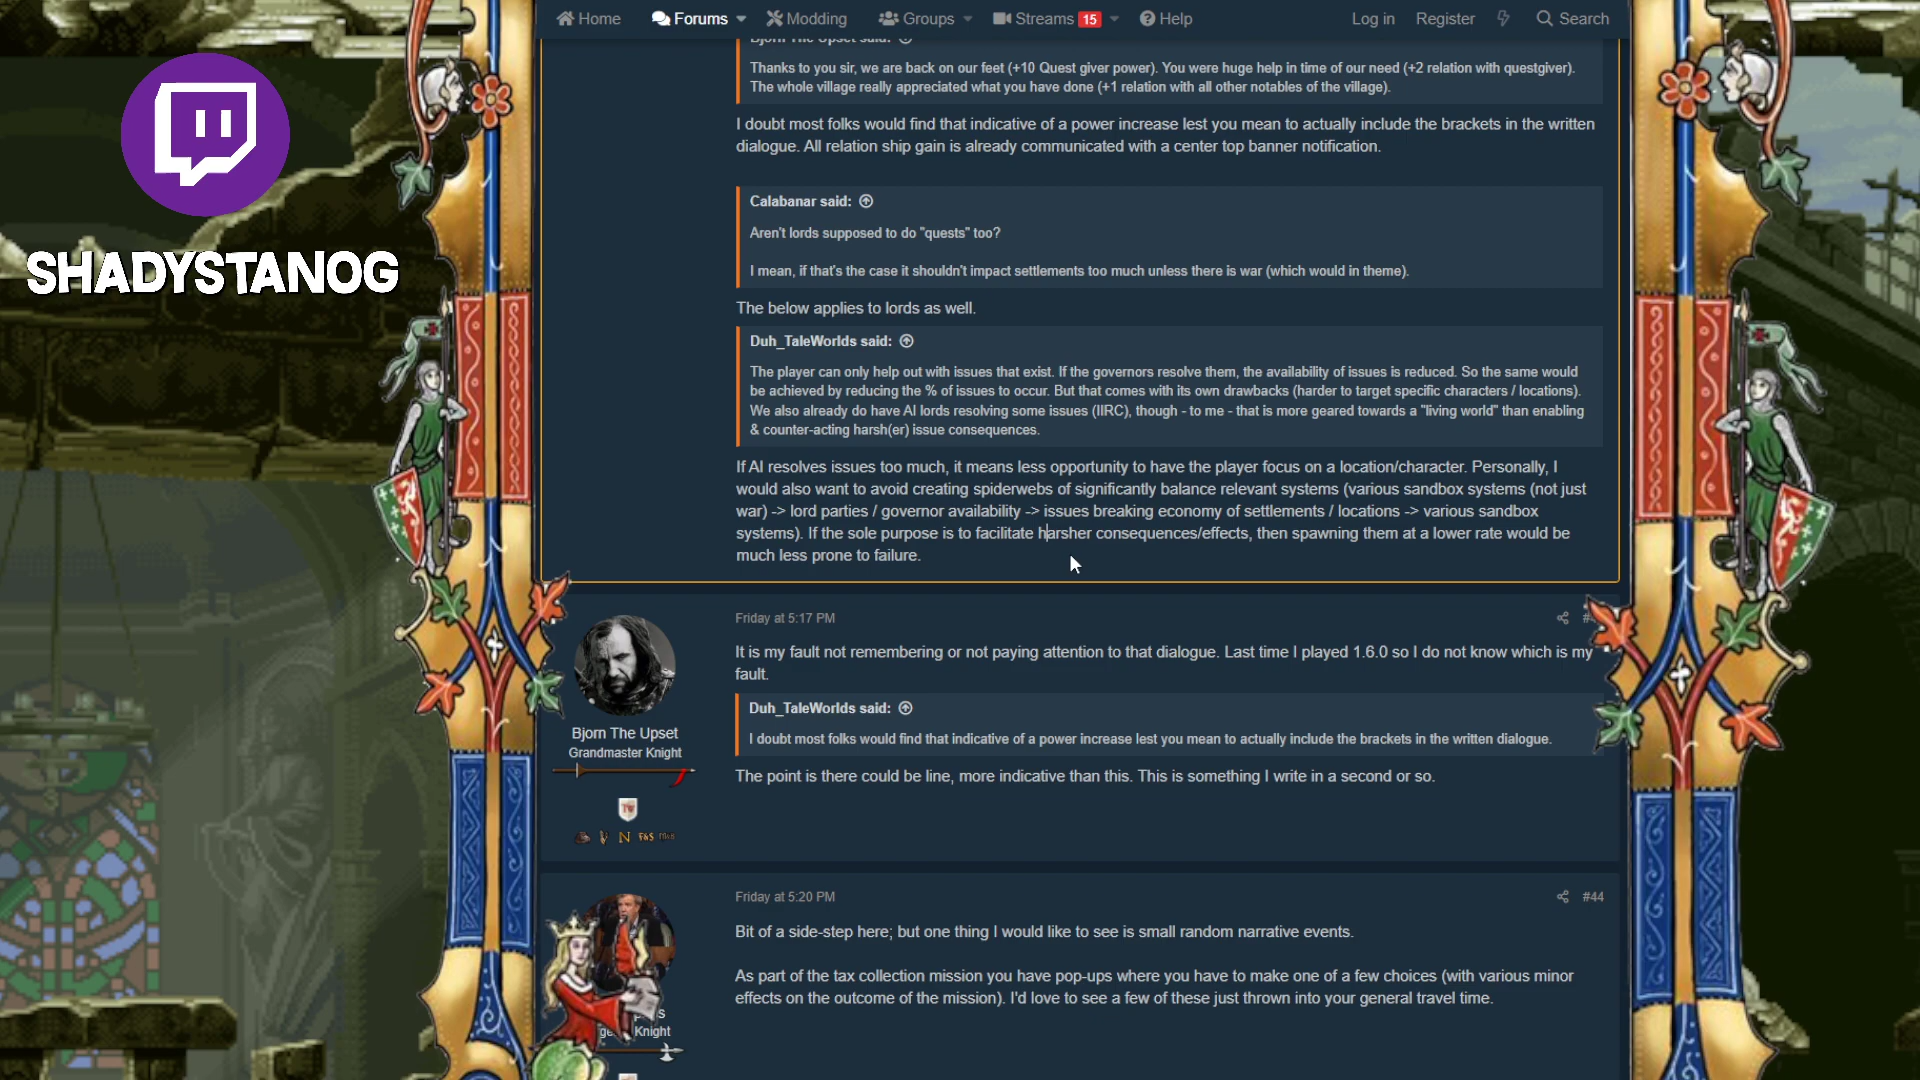 Home
Forums
Modding
Groups
Streams 15
Help
Log in
Register
Search
SHADYSTANOG
Bjorn The Upset said:
Thanks to you sir, we are back on our feet (+10 Quest giver power). You were huge help in time of our need (+2 relation with questgiver).
The whole village really appreciated what you have done (+1 relation with all other notables of the village).
I doubt most folks would find that indicative of a power increase lest you mean to actually include the brackets in the written
dialogue. All relation ship gain is already communicated with a center top banner notification.
Calabanar said:
Aren't lords supposed to do "quests" too?
I mean, if that's the case it shouldn't impact settlements too much unless there is war (which would in theme).
The below applies to lords as well.
Duh_TaleWorlds said:
The player can only help out with issues that exist. If the governors resolve them, the availability of issues is reduced. So the same would
be achieved by reducing the % of issues to occur. But that comes with its own drawbacks (harder to target specific characters / locations).
We also already do have AI lords resolving some issues (IIRC), though - to me - that is more geared towards a "living world" than enabling
& counter-acting harsh(er) issue consequences.
If AI resolves issues too much, it means less opportunity to have the player focus on a location/character. Personally, I
would also want to avoid creating spiderwebs of significantly balance relevant systems (various sandbox systems (not just
war) -> lord parties / governor availability -> issues breaking economy of settlements / locations -> various sandbox
systems). If the sole purpose is to facilitate harsher consequences/effects, then spawning them at a lower rate would be
much less prone to failure.
Friday at 5:17 PM
It is my fault not remembering or not paying attention to that dialogue. Last time I played 1.6.0 so I do not know which is my
fault.
Duh_TaleWorlds said:
I doubt most folks would find that indicative of a power increase lest you mean to actually include the brackets in the written dialogue.
The point is there could be line, more indicative than this. This is something I write in a second or so.
Bjorn The Upset
Grandmaster Knight
N F&S
Friday at 5:20 PM
#44
Bit of a side-step here; but one thing I would like to see is small random narrative events.
As part of the tax collection mission you have pop-ups where you have to make one of a few choices (with various minor
effects on the outcome of the mission). I'd love to see a few of these just thrown into your general travel time.
Knight